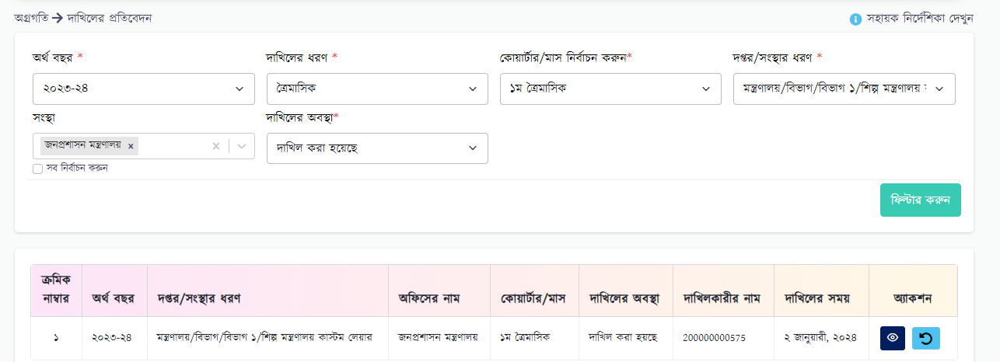 অগ্রগতি → দাখিলের প্রতিবেদন
সহায়ক নির্দেশিকা দেখুন
অর্থ বছর * দাখিলের ধরণ * কোয়ার্টার/মাস নির্বাচন করুন* দপ্তর/সংস্থার ধরণ *
২০২৩-২৪ ত্রৈমাসিক ১ম ত্রৈমাসিক মন্ত্রণালয়/বিভাগ/বিভাগ ১/শিল্প মন্ত্রণালয়
সংস্থা দাখিলের অবস্থা*
জনপ্রশাসন মন্ত্রণালয় × দাখিল করা হয়েছে
সব নির্বাচন করুন
ফিল্টার করুন
ক্রমিক
নাম্বার অর্থ বছর দপ্তর/সংস্থার ধরণ অফিসের নাম কোয়ার্টার/মাস দাখিলের অবস্থা দাখিলকারীর নাম দাখিলের সময় অ্যাকশন
১ ২০২৩-২৪ মন্ত্রণালয়/বিভাগ/বিভাগ ১/শিল্প মন্ত্রণালয় কাস্টম লেয়ার জনপ্রশাসন মন্ত্রণালয় ১ম ত্রৈমাসিক দাখিল করা হয়ছে 200000000575 ২ জানুয়ারী, ২০২৪